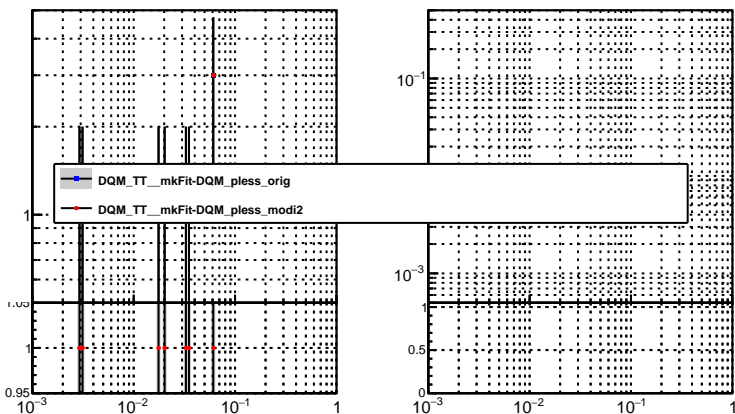 10⁻¹
DQM_TT__mkFit-DQM_pless_orig
DQM_TT__mkFit-DQM_pless_modi2
1
10⁻³
1.05
1
1
0.5
0.95
0
10⁻³ 10⁻² 10⁻¹ 1
10⁻³ 10⁻² 10⁻¹ 1